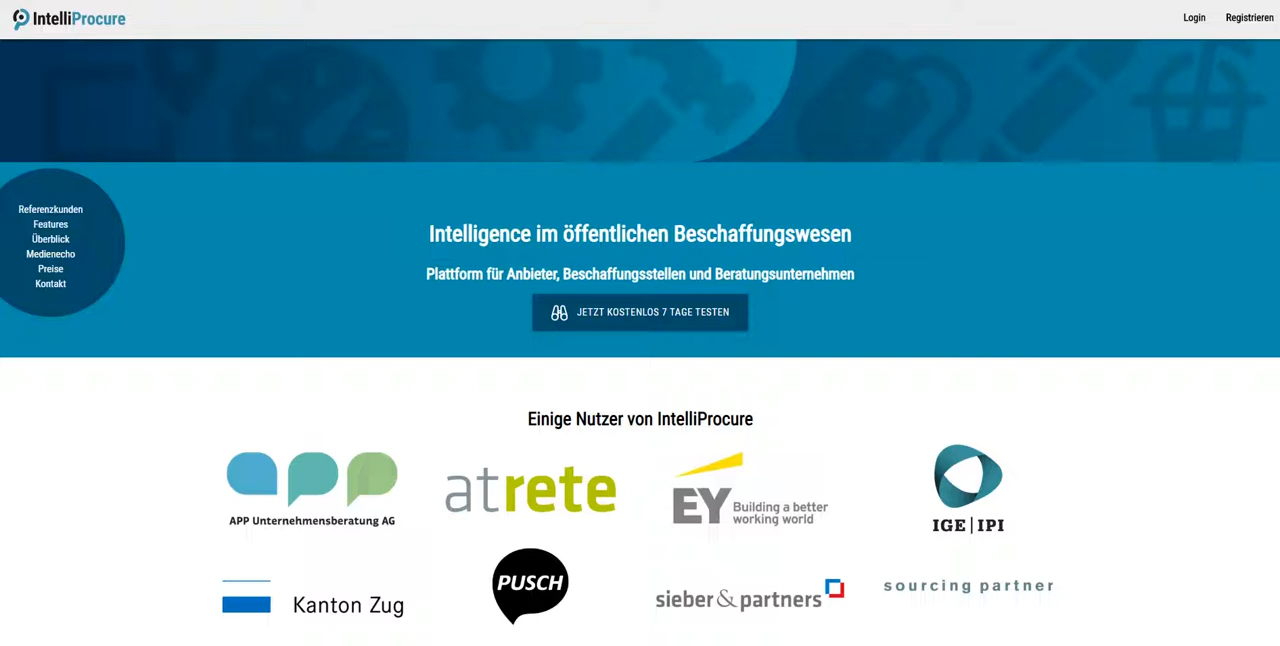 IntelliProcure
Login
Registrieren
Referenzkunden
Features
Überblick
Medienecho
Preise
Kontakt
Intelligence im öffentlichen Beschaffungswesen
Plattform für Anbieter, Beschaffungsstellen und Beratungsunternehmen
JETZT KOSTENLOS 7 TAGE TESTEN
Einige Nutzer von IntelliProcure
app
APP Unternehmensberatung AG
atrete
EY
Building a better
working world
IGE | IPI
Kanton Zug
PUSCH
sieber & partners
sourcing partner